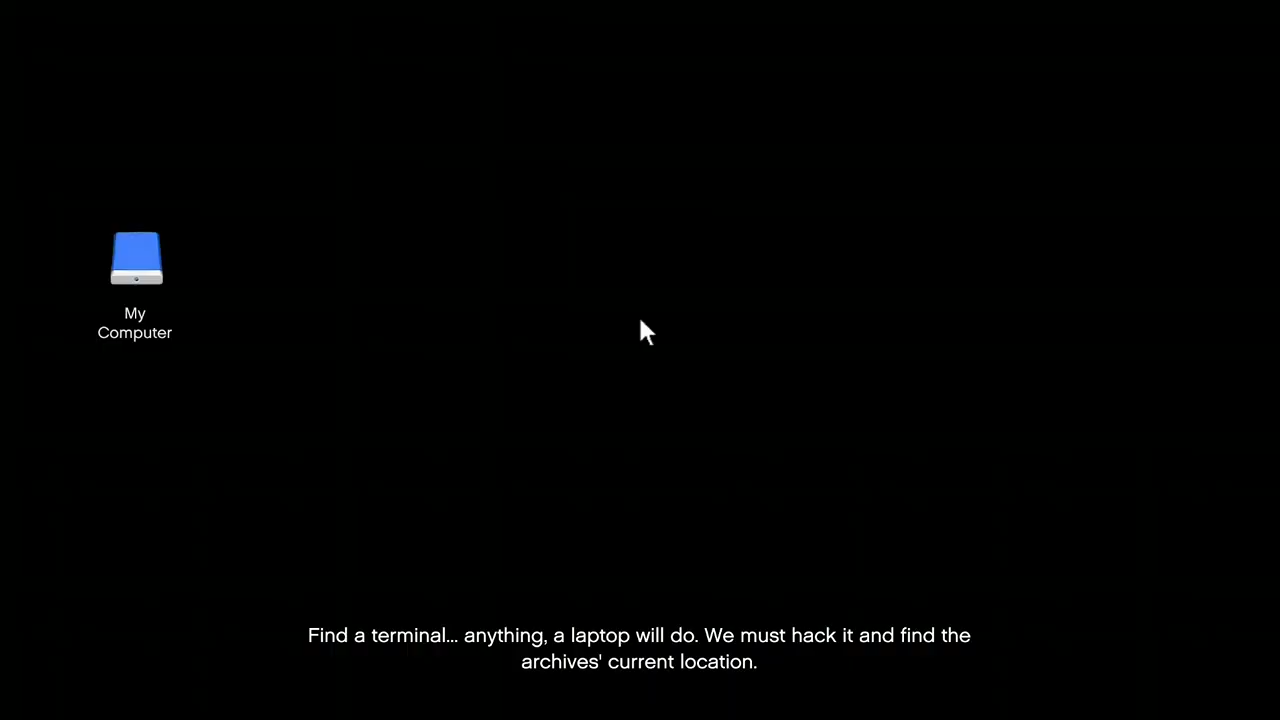 My
Computer
Find a terminal... anything, a laptop will do. We must hack it and find the
archives' current location.